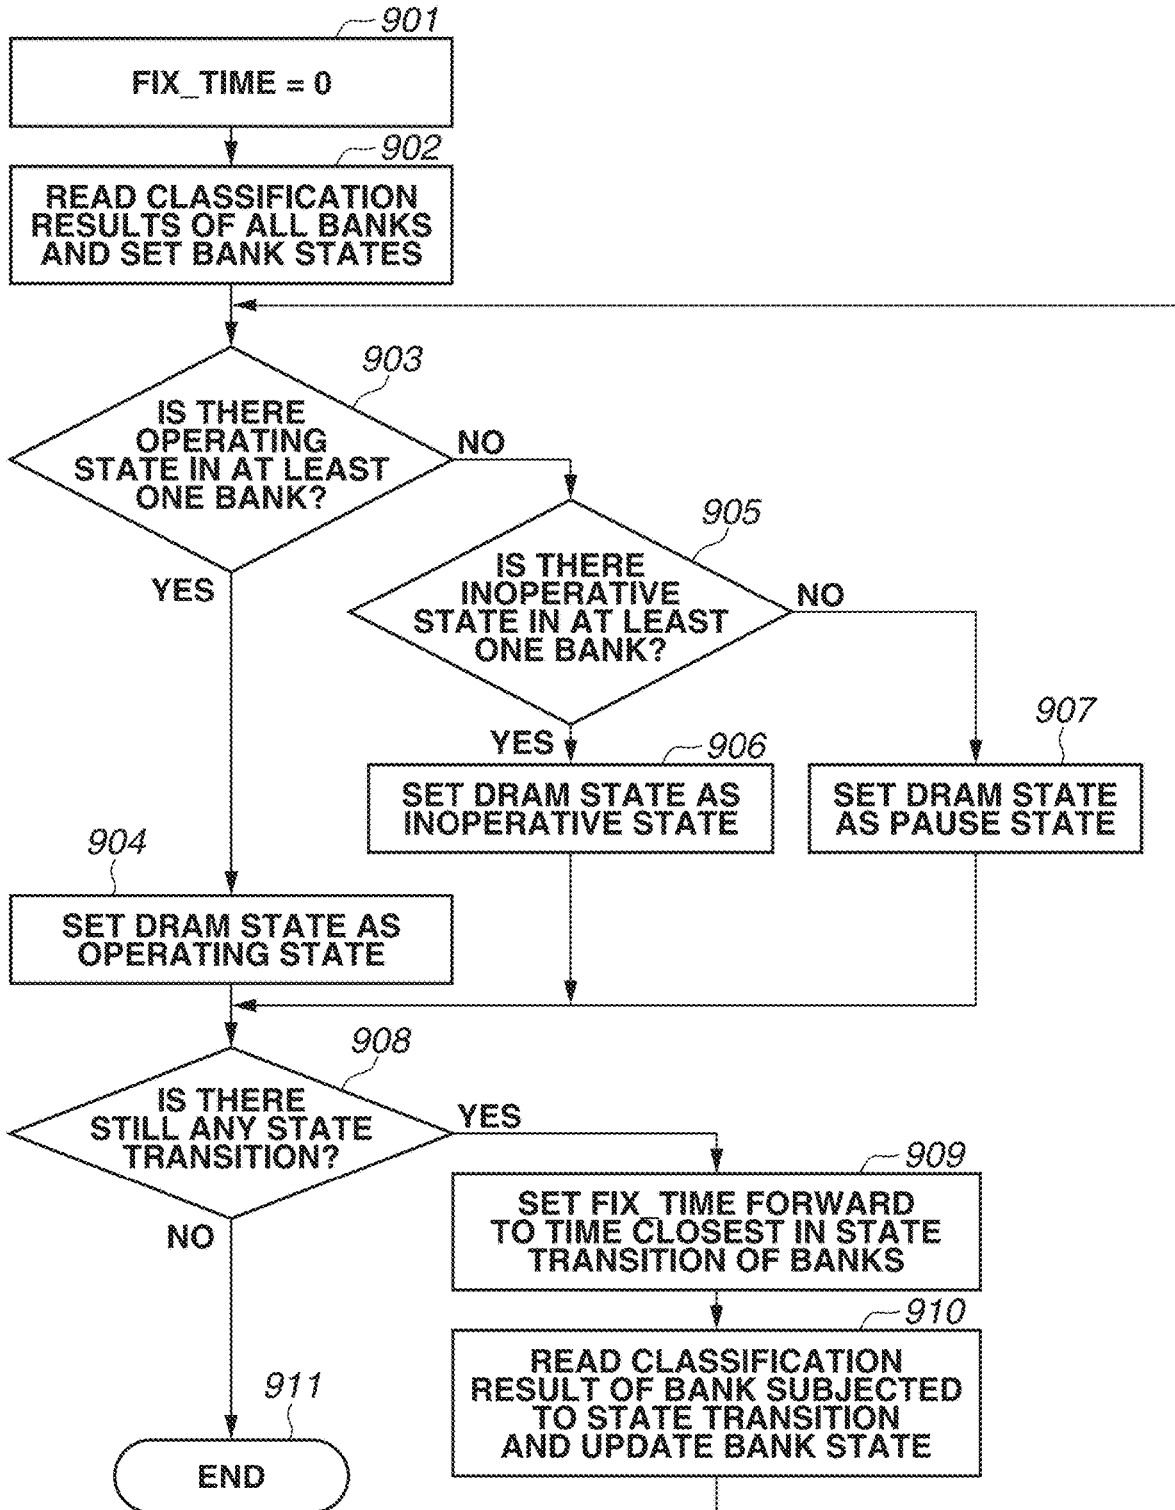 901
FIX_TIME = 0
902
READ CLASSIFICATION
RESULTS OF ALL BANKS
AND SET BANK STATES
903
IS THERE
OPERATING
STATE IN AT LEAST
ONE BANK?
NO
YES
905
IS THERE
INOPERATIVE
STATE IN AT LEAST
ONE BANK?
NO
YES
906
SET DRAM STATE AS
INOPERATIVE STATE
907
SET DRAM STATE
AS PAUSE STATE
904
SET DRAM STATE AS
OPERATING STATE
908
IS THERE
STILL ANY STATE
TRANSITION?
YES
NO
909
SET FIX_TIME FORWARD
TO TIME CLOSEST IN STATE
TRANSITION OF BANKS
910
READ CLASSIFICATION
RESULT OF BANK SUBJECTED
TO STATE TRANSITION
AND UPDATE BANK STATE
911
END